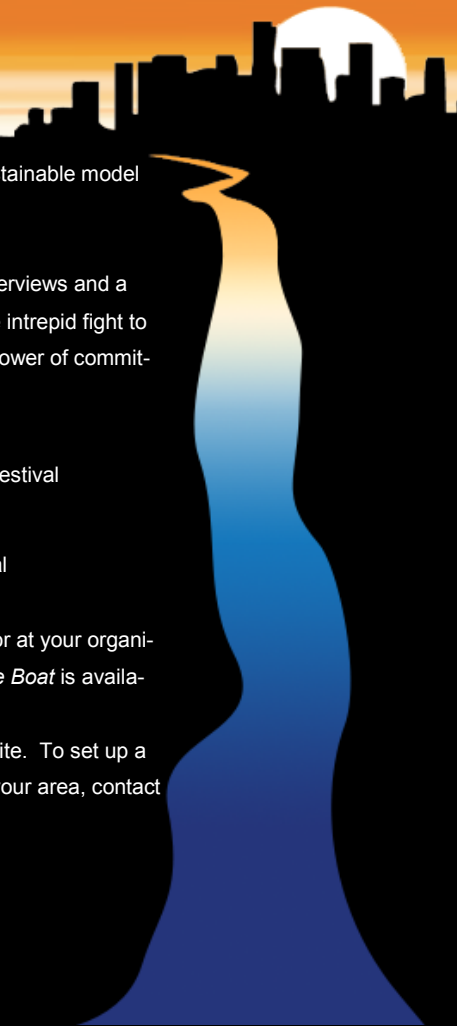 tainable model
erviews and a
intrepid fight to
ower of commit-
estival
al
or at your organi-
e Boat is availa-
ite.  To set up a
our area, contact